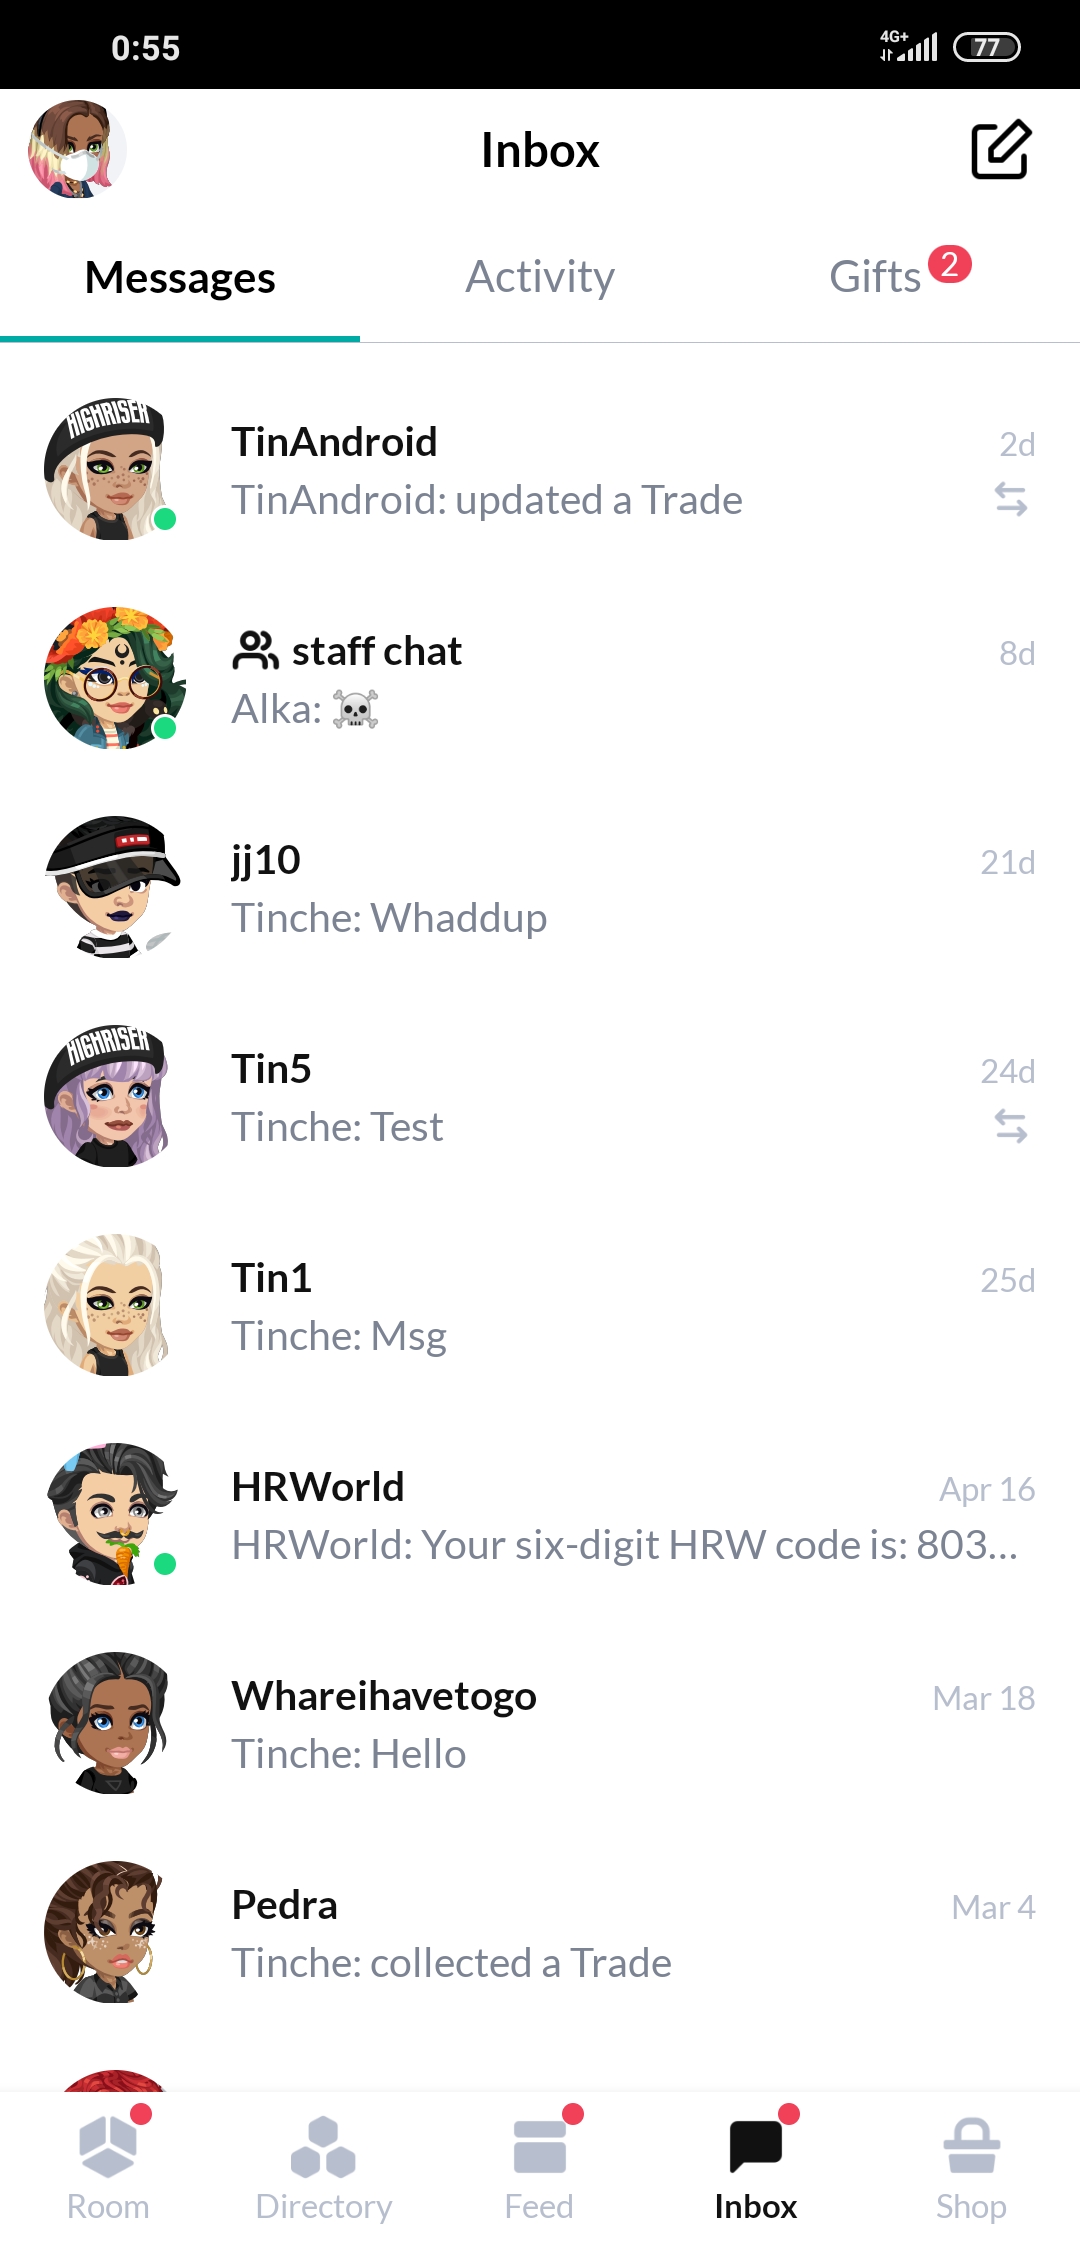 0:55
4G+
77
Inbox
Messages
Activity
Gifts
2
HIGHRISER
TinAndroid
2d
TinAndroid: updated a Trade
staff chat
8d
Alka: ☠️
jj10
21d
Tinche: Whaddup
HIGHRISER
Tin5
24d
Tinche: Test
Tin1
25d
Tinche: Msg
HRWorld
Apr 16
HRWorld: Your six-digit HRW code is: 803...
Whareihavetogo
Mar 18
Tinche: Hello
Pedra
Mar 4
Tinche: collected a Trade
Room
Directory
Feed
Inbox
Shop